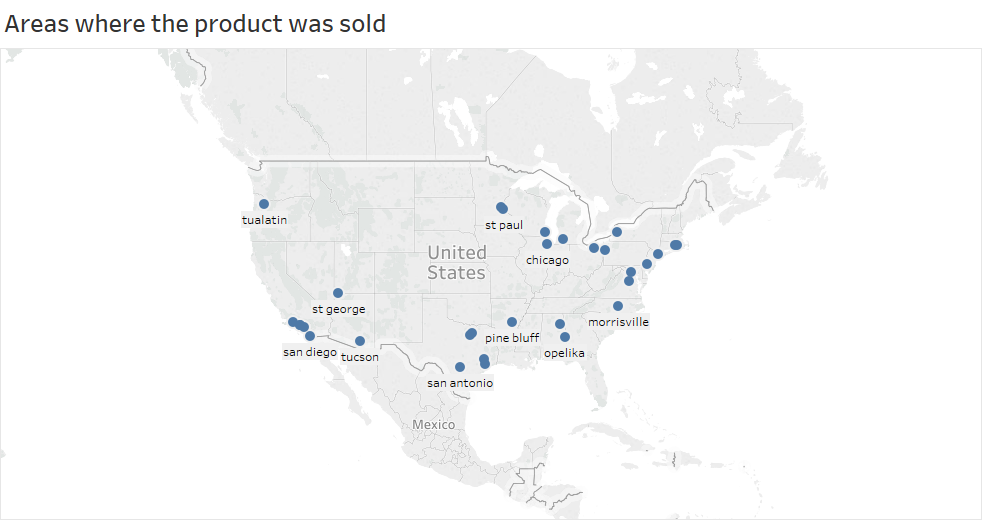 Areas where the product was sold
tualatin
st paul
United
States
chicago
st george
morrisville
pine bluff
san diego
tucson
opelika
san antonio
Mexico